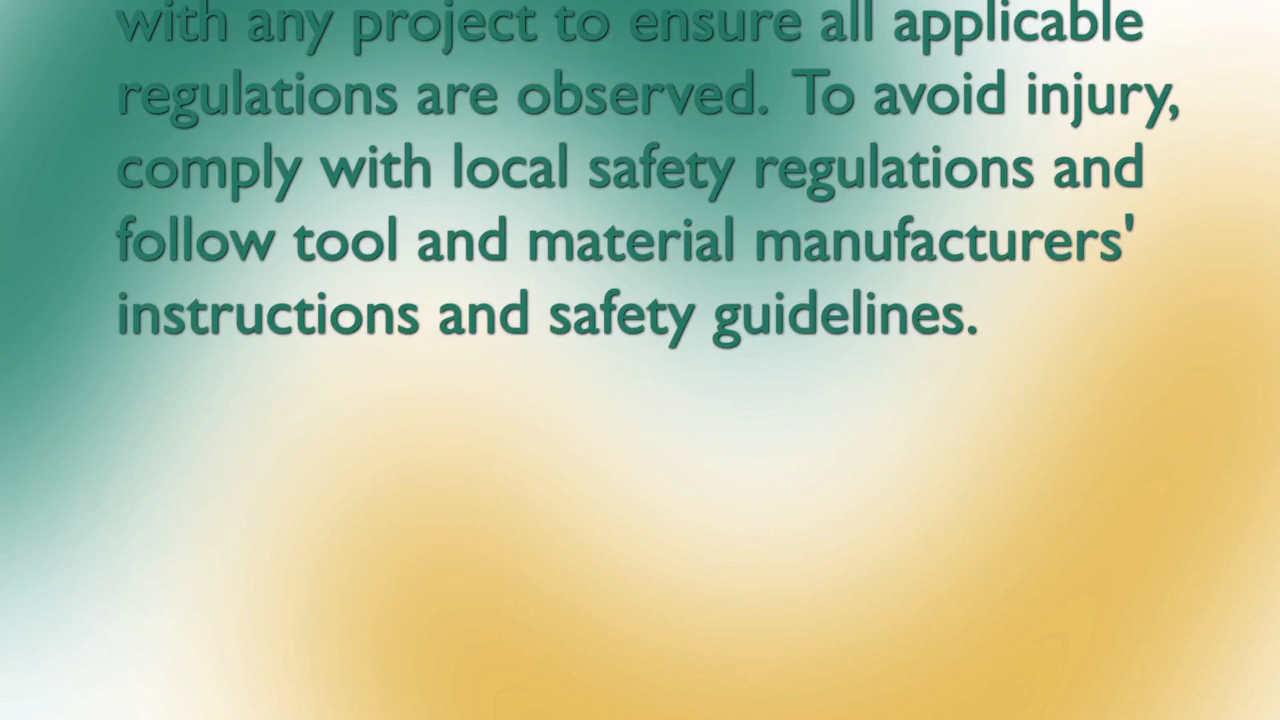 with any project to ensure all applicable
regulations are observed.  To avoid injury,
comply with local safety regulations and
follow tool and material manufacturers'
instructions and safety guidelines.